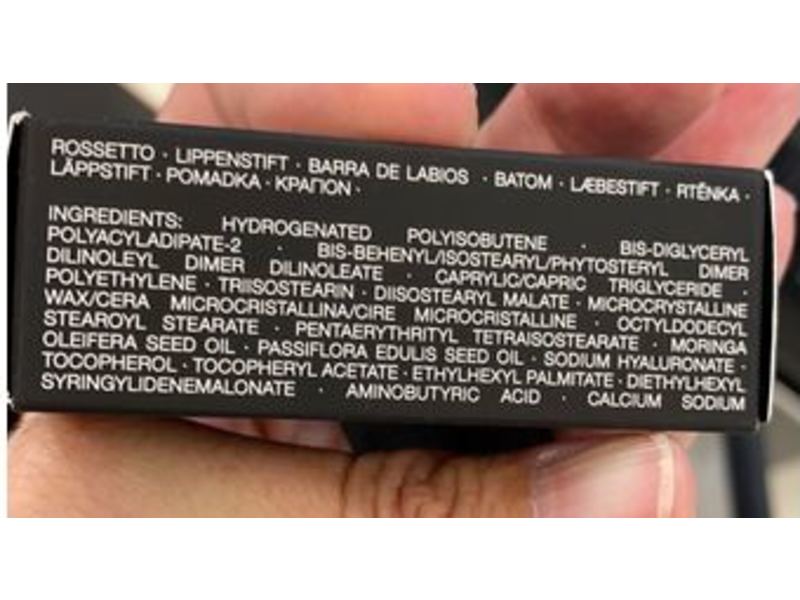 ROSSETTO · LIPPENSTIFT · BARRA DE LABIOS · BATOM · LÆBESTIFT · RTĚNKA ·
LÄPPSTIFT · POMADKA · ΚΡΑΓΙΟΝ ·
INGREDIENTS: HYDROGENATED POLYISOBUTENE · BIS-DIGLYCERYL
POLYACYLADIPATE-2 · BIS-BEHENYL/ISOSTEARYL/PHYTOSTERYL DIMER
DILINOLEYL DIMER DILINOLEATE · CAPRYLIC/CAPRIC TRIGLYCERIDE ·
POLYETHYLENE · TRIISOSTEARIN · DIISOSTEARYL MALATE · MICROCRYSTALLINE
WAX/CERA MICROCRISTALLINA/CIRE MICROCRISTALLINE · OCTYLDODECYL
STEAROYL STEARATE · PENTAERYTHRITYL TETRAISOSTEARATE · MORINGA
OLEIFERA SEED OIL · PASSIFLORA EDULIS SEED OIL · SODIUM HYALURONATE ·
TOCOPHEROL · TOCOPHERYL ACETATE · ETHYLHEXYL PALMITATE · DIETHYLHEXYL
SYRINGYLIDENEMALONATE · AMINOBUTYRIC ACID · CALCIUM SODIUM